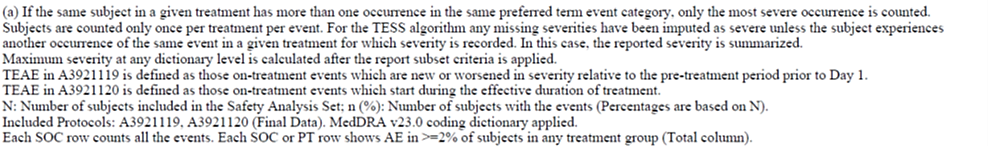 (a) If the same subject in a given treatment has more than one occurrence in the same preferred term event category, only the most severe occurrence is counted.
Subjects are counted only once per treatment per event. For the TESS algorithm any missing severities have been imputed as severe unless the subject experiences
another occurrence of the same event in a given treatment for which severity is recorded. In this case, the reported severity is summarized.
Maximum severity at any dictionary level is calculated after the report subset criteria is applied.
TEAE in A3921119 is defined as those on-treatment events which are new or worsened in severity relative to the pre-treatment period prior to Day 1.
TEAE in A3921120 is defined as those on-treatment events which start during the effective duration of treatment.
N: Number of subjects included in the Safety Analysis Set; n (%): Number of subjects with the events (Percentages are based on N).
Included Protocols: A3921119, A3921120 (Final Data). MedDRA v23.0 coding dictionary applied.
Each SOC row counts all the events. Each SOC or PT row shows AE in >=2% of subjects in any treatment group (Total column).